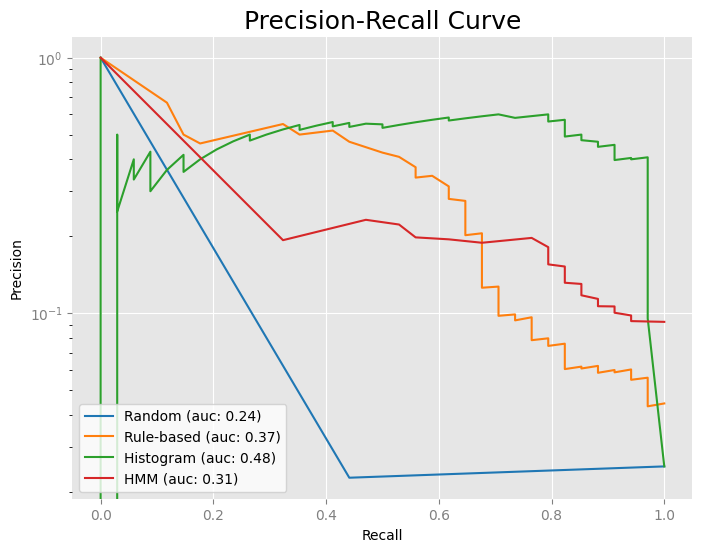 Precision-Recall Curve
Precision
10⁰
10⁻¹
Random (auc: 0.24)
Rule-based (auc: 0.37)
Histogram (auc: 0.48)
HMM (auc: 0.31)
0.0 0.2 0.4 0.6 0.8 1.0
Recall